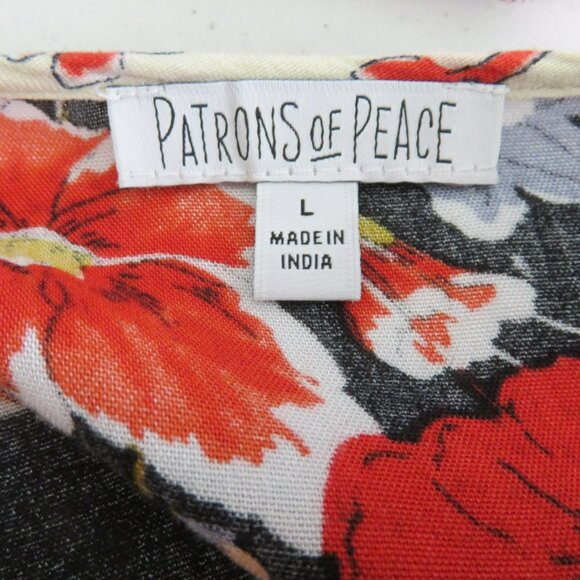 PATRONS OF PEACE
L
MADE IN
INDIA